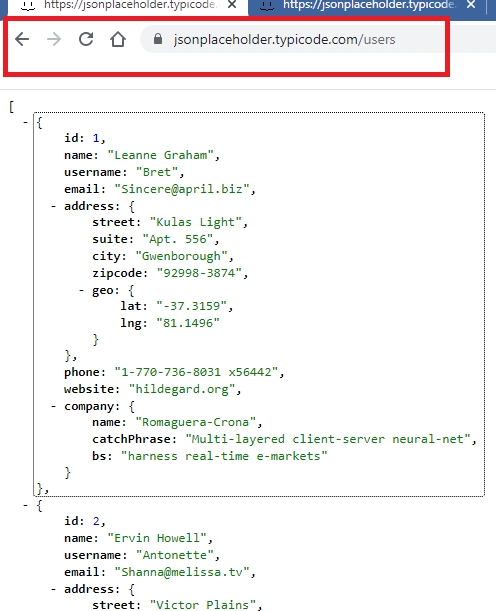 https://jsonplaceholder.typicode. https://jsonplaceholder.typicode.
jsonplaceholder.typicode.com/users
[
- {
id: 1,
name: "Leanne Graham",
username: "Bret",
email: "Sincere@april.biz",
- address: {
street: "Kulas Light",
suite: "Apt. 556",
city: "Gwenborough",
zipcode: "92998-3874",
- geo: {
lat: "-37.3159",
lng: "81.1496"
}
},
phone: "1-770-736-8031 x56442",
website: "hildegard.org",
- company: {
name: "Romaguera-Crona",
catchPhrase: "Multi-layered client-server neural-net",
bs: "harness real-time e-markets"
}
},
- {
id: 2,
name: "Ervin Howell",
username: "Antonette",
email: "Shanna@melissa.tv",
- address: {
street: "Victor Plains",